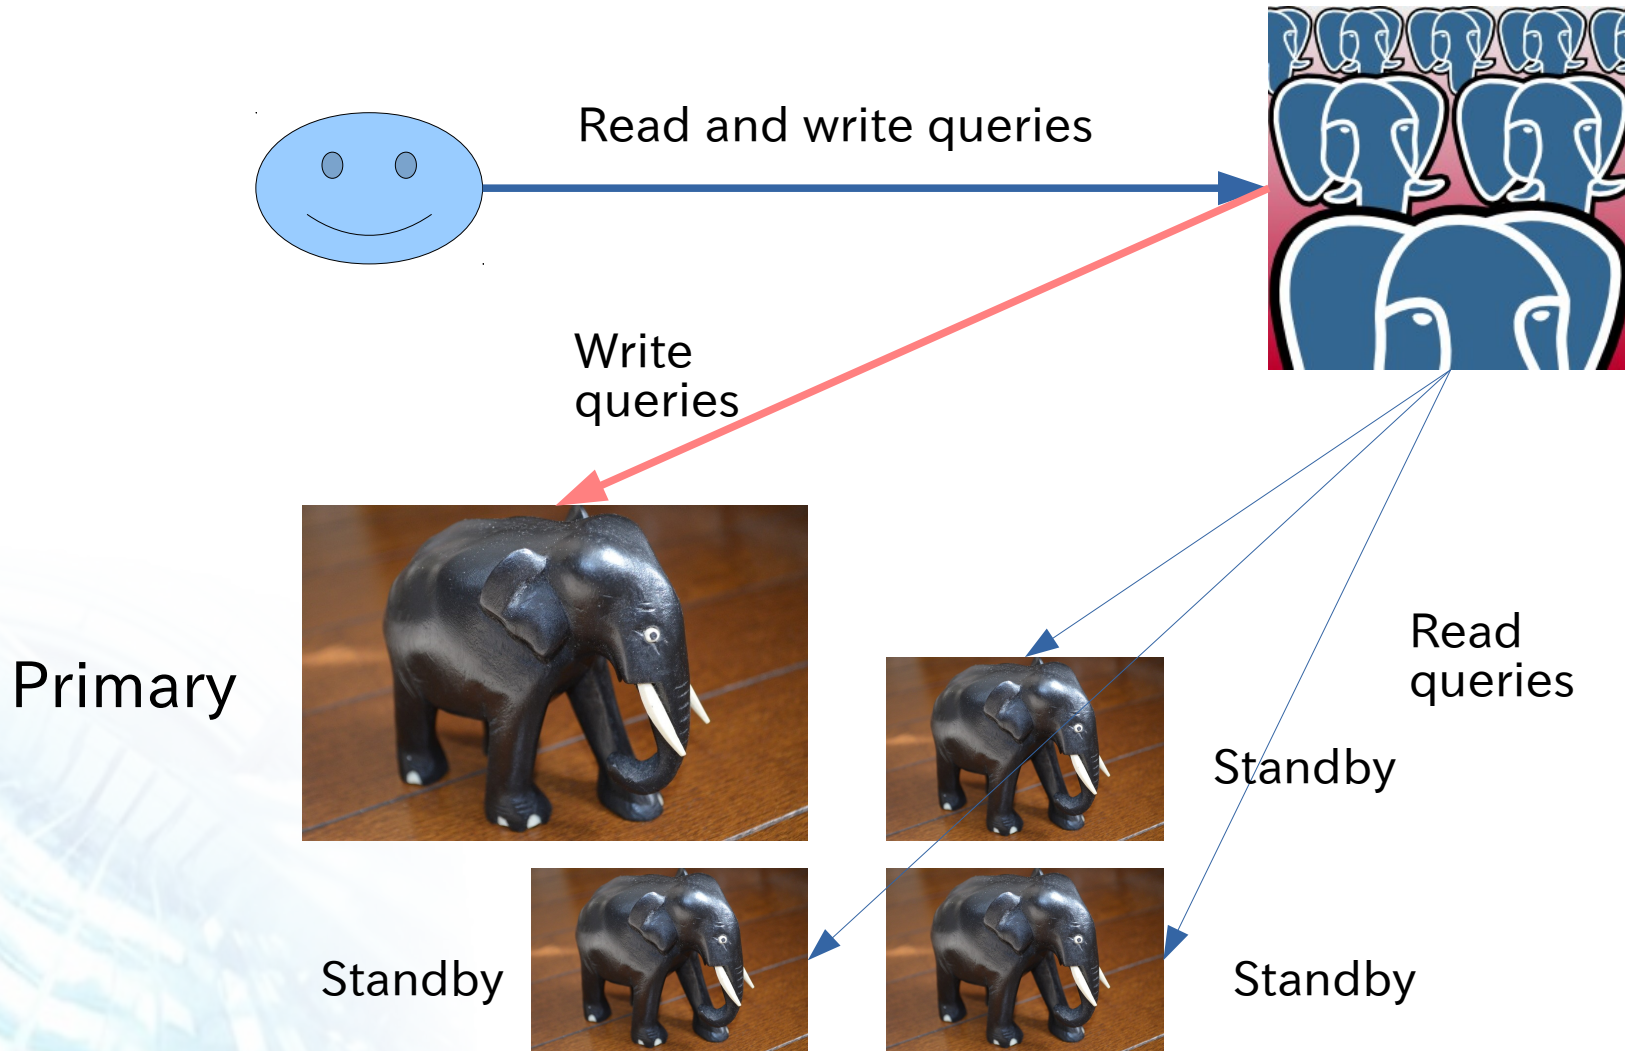 Read and write queries
Write
queries
Primary
Read
queries
Standby
Standby
Standby